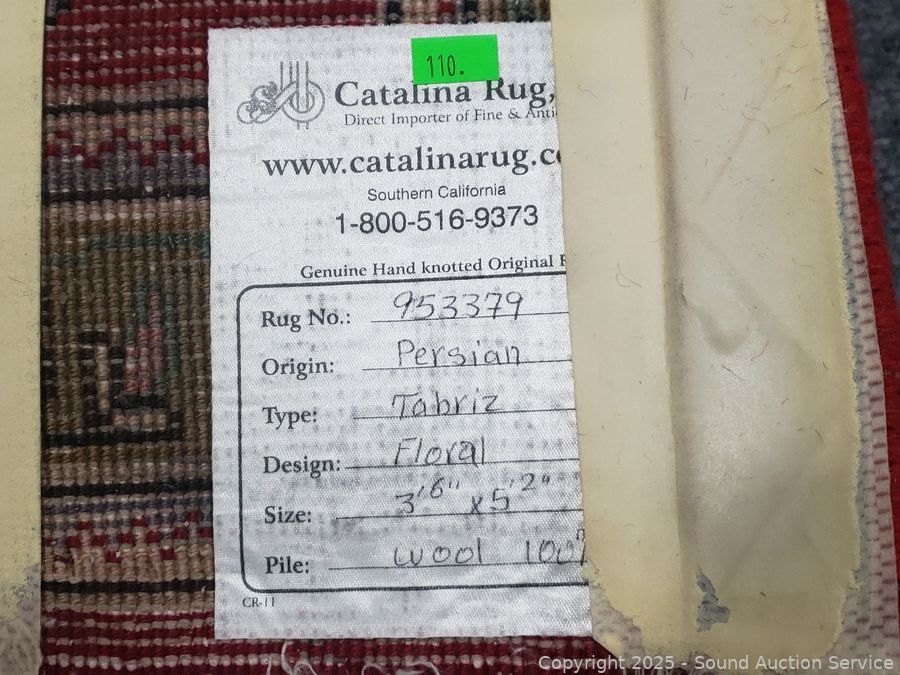 110.
Catalina Rug,
Direct Importer of Fine & Anti
www.catalinarug.c
Southern California
1-800-516-9373
Genuine Hand knotted Original
Rug No.: 953379
Origin: Persian
Type: Tabriz
Design: Floral
Size: 3'6" x 5'2"
Pile: Wool 100%
CR-11
Copyright 2025 - Sound Auction Service